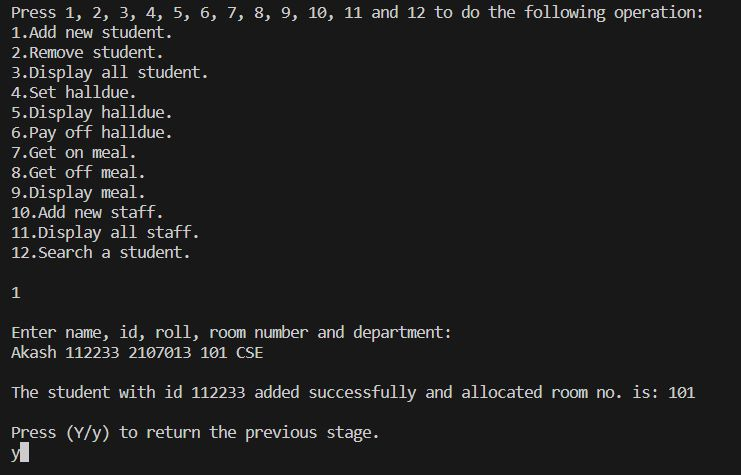 Press 1, 2, 3, 4, 5, 6, 7, 8, 9, 10, 11 and 12 to do the following operation:
1.Add new student.
2.Remove student.
3.Display all student.
4.Set halldue.
5.Display halldue.
6.Pay off halldue.
7.Get on meal.
8.Get off meal.
9.Display meal.
10.Add new staff.
11.Display all staff.
12.Search a student.
1
Enter name, id, roll, room number and department:
Akash 112233 2107013 101 CSE
The student with id 112233 added successfully and allocated room no. is: 101
Press (Y/y) to return the previous stage.
y